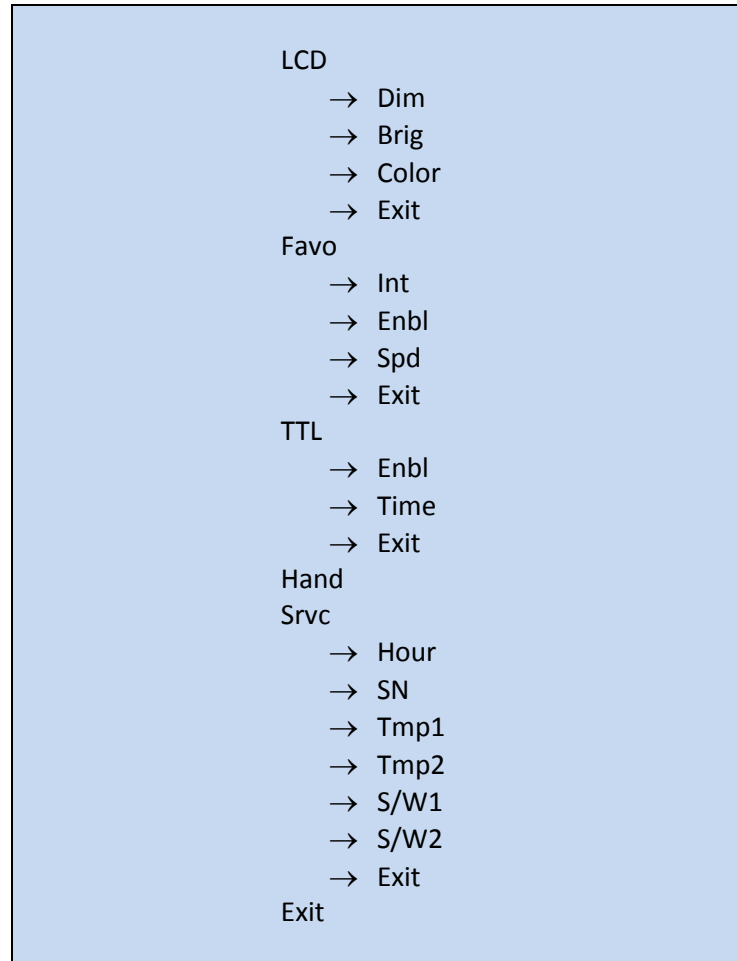 LCD
→ Dim
→ Brig
→ Color
→ Exit
Favo
→ Int
→ Enbl
→ Spd
→ Exit
TTL
→ Enbl
→ Time
→ Exit
Hand
Srvc
→ Hour
→ SN
→ Tmp1
→ Tmp2
→ S/W1
→ S/W2
→ Exit
Exit